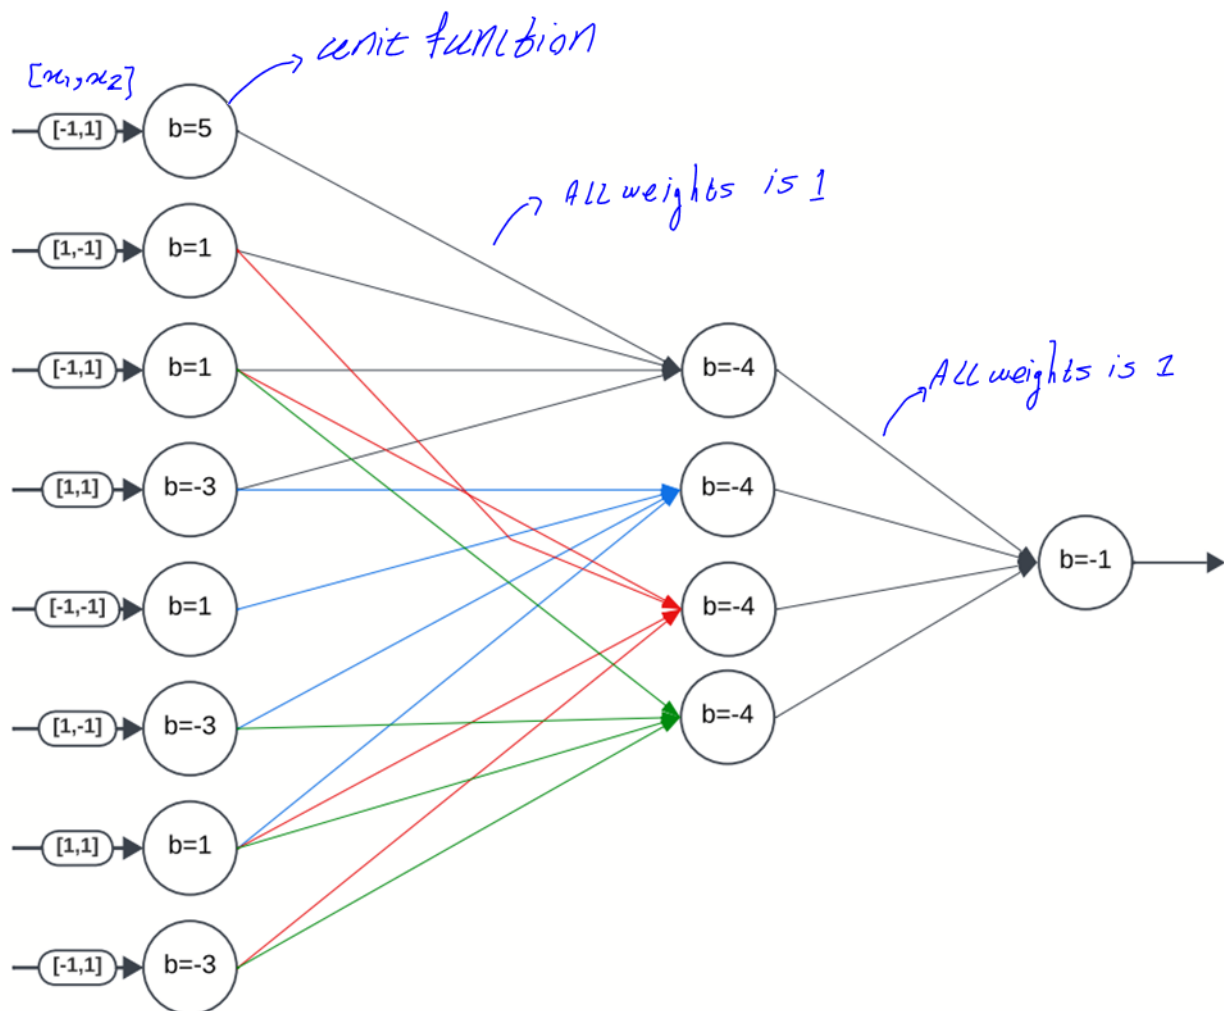 unit function
[x₁,x₂]
[-1,1] b=5
All weights is 1
[1,-1] b=1
[-1,1] b=1 b=-4
All weights is 1
[1,1] b=-3 b=-4
b=-1
[-1,-1] b=1 b=-4
[1,-1] b=-3 b=-4
[1,1] b=1
[-1,1] b=-3